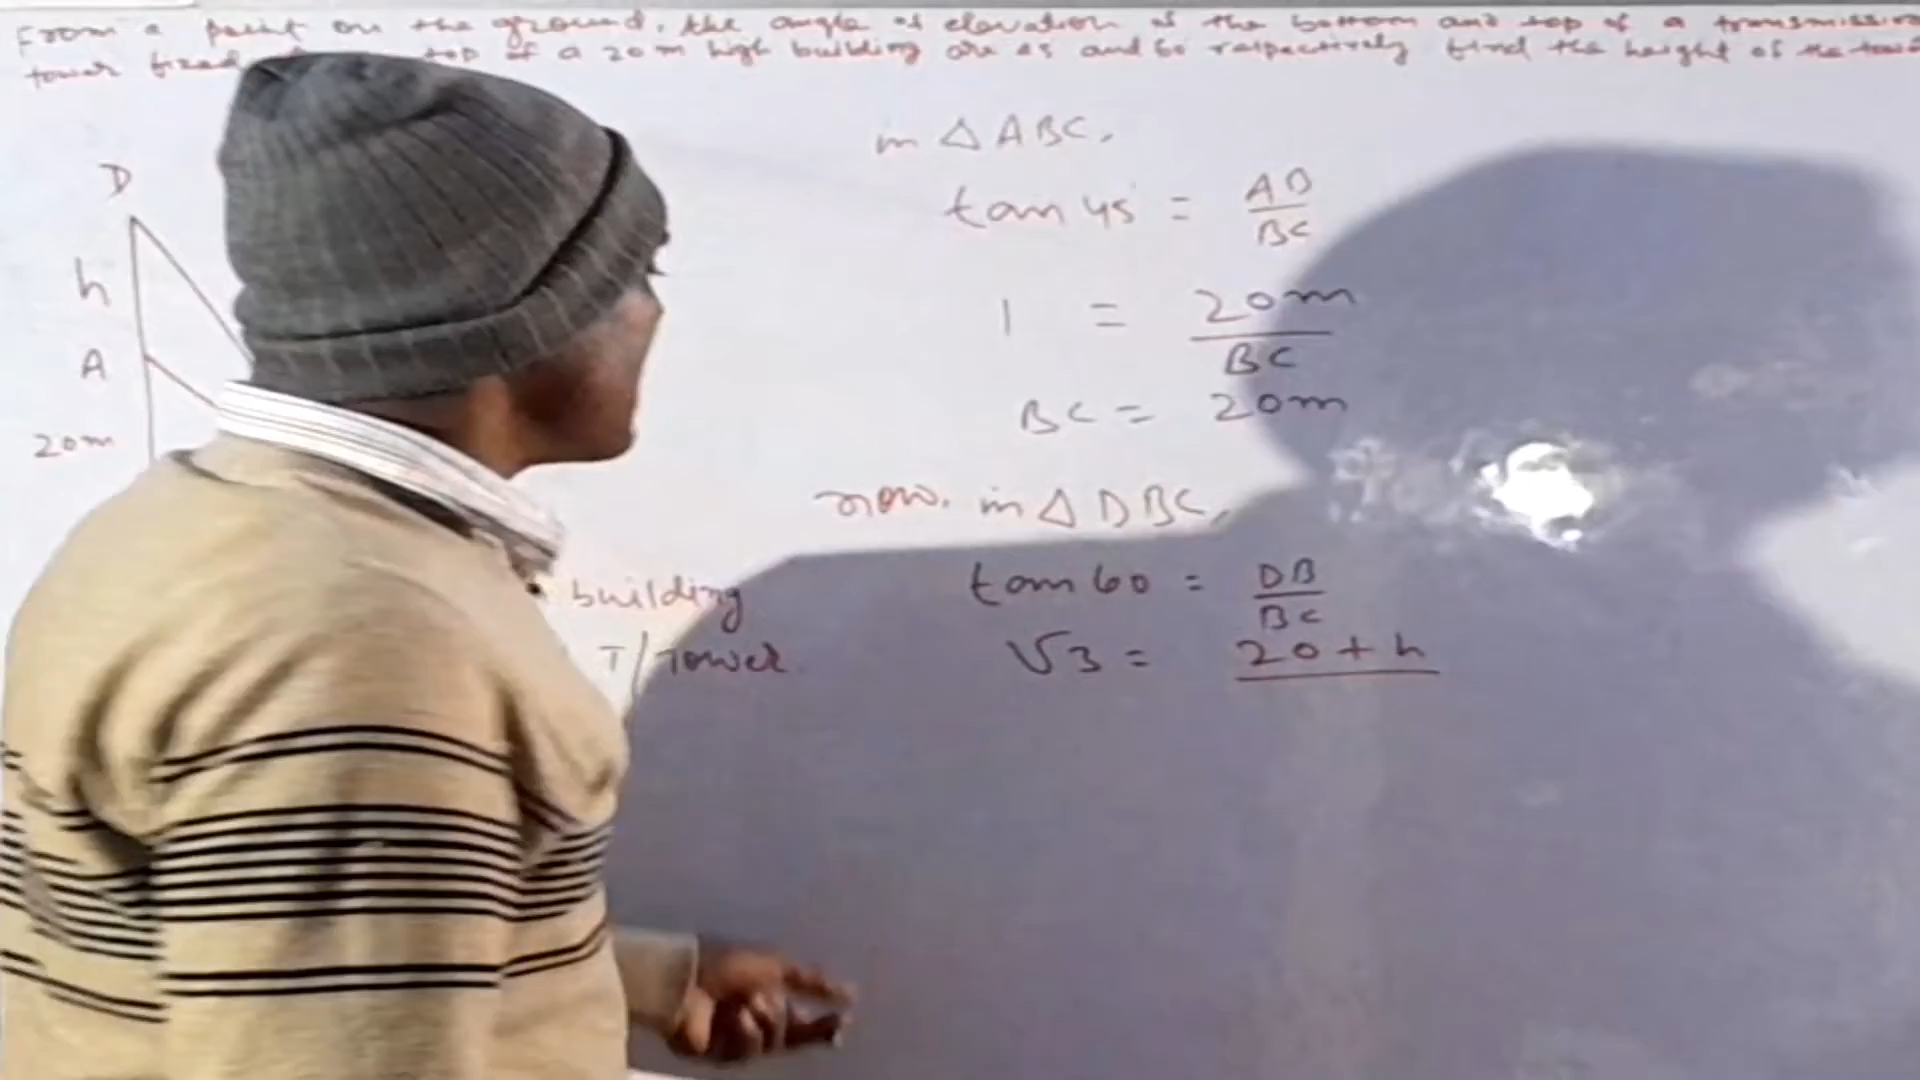 From a point on the ground, the angle of elevation of the bottom and top of a transmission
tower fixed top of a 20 m high building are 45 and 60 respectively find the height of the tower
D
h
A
20m
in △ ABC,
tan 45 = AB/BC
1 = 20m/BC
BC = 20m
now, in △ DBC,
tan 60 = DB/BC
√3 = 20 + h
building
T/Tower